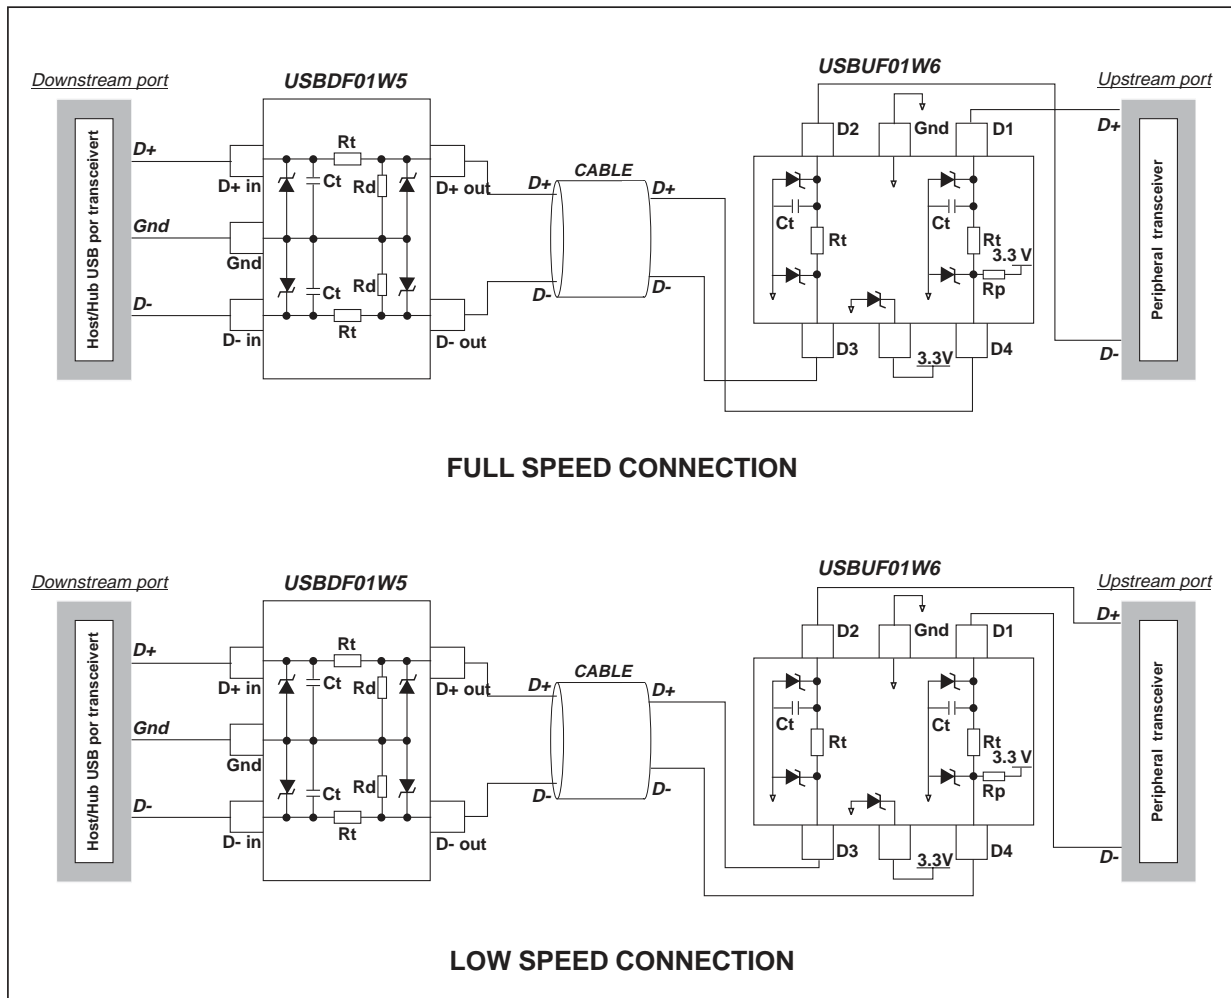 USBDF01W5
USBUF01W6
Downstream port
Upstream port
Host/Hub USB por transceivert
D+
Gnd
D-
D+ in
Gnd
D- in
Rt
Ct
Rd
Rd
Ct
Rt
D+ out
D- out
CABLE
D+
D-
D+
D-
D2
Gnd
D1
Ct
Rt
Ct
Rt
3.3 V
Rp
D3
3.3V
D4
D+
D-
Peripheral transceiver
FULL SPEED CONNECTION
USBDF01W5
USBUF01W6
Downstream port
Upstream port
Host/Hub USB por transceivert
D+
Gnd
D-
D+ in
Gnd
D- in
Rt
Ct
Rd
Rd
Ct
Rt
D+ out
D- out
CABLE
D+
D-
D+
D-
D2
Gnd
D1
Ct
Rt
Ct
Rt
3.3 V
Rp
D3
3.3V
D4
D+
D-
Peripheral transceiver
LOW SPEED CONNECTION